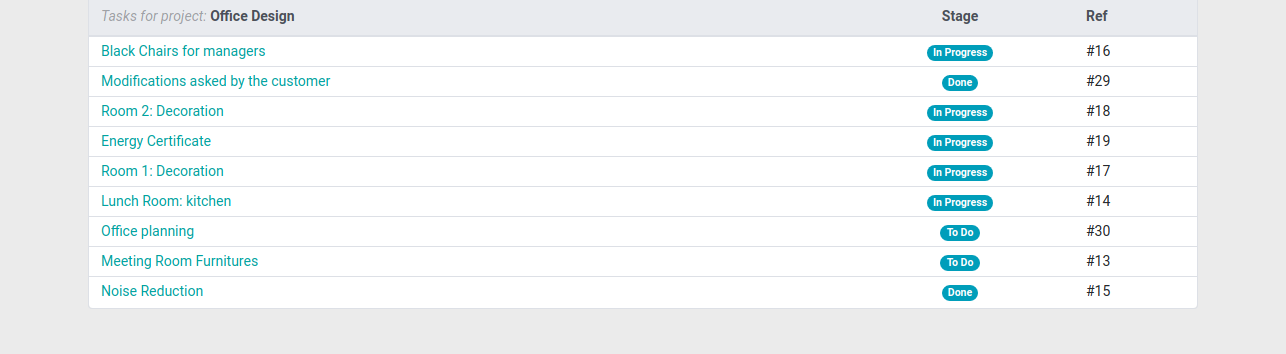 Tasks for project: Office Design Stage Ref
Black Chairs for managers In Progress #16
Modifications asked by the customer Done #29
Room 2: Decoration In Progress #18
Energy Certificate In Progress #19
Room 1: Decoration In Progress #17
Lunch Room: kitchen In Progress #14
Office planning To Do #30
Meeting Room Furnitures To Do #13
Noise Reduction Done #15